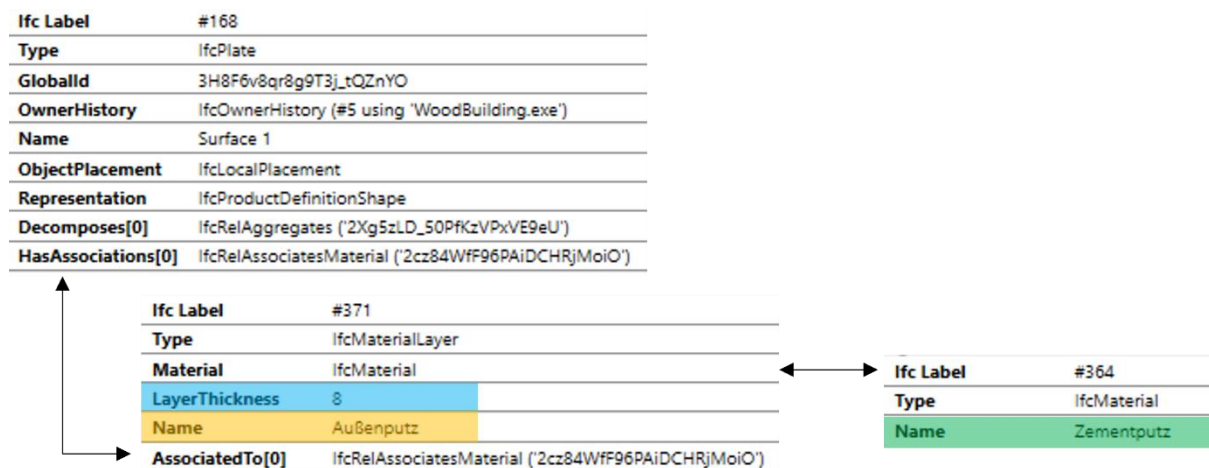 Ifc Label #168
Type IfcPlate
GlobalId 3H8F6v8qr8g9T3j_tQZnYO
OwnerHistory IfcOwnerHistory (#5 using 'WoodBuilding.exe')
Name Surface 1
ObjectPlacement IfcLocalPlacement
Representation IfcProductDefinitionShape
Decomposes[0] IfcRelAggregates ('2Xg5zLD_50PfKzVPxVE9eU')
HasAssociations[0] IfcRelAssociatesMaterial ('2cz84WfF96PAiDCHRjMoiO')
Ifc Label #371
Type IfcMaterialLayer
Material IfcMaterial
LayerThickness 8
Name Außenputz
AssociatedTo[0] IfcRelAssociatesMaterial ('2cz84WfF96PAiDCHRjMoiO')
Ifc Label #364
Type IfcMaterial
Name Zementputz